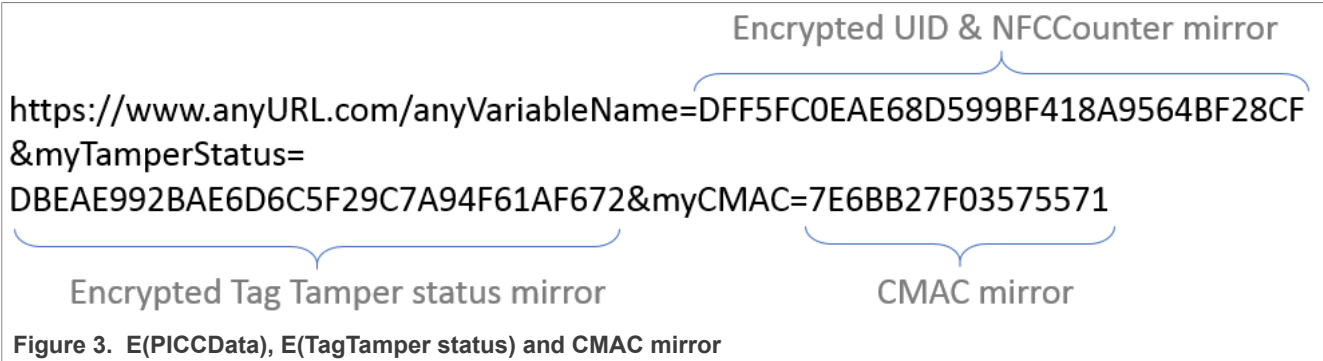 Encrypted UID & NFCCounter mirror
https://www.anyURL.com/anyVariableName=DFF5FC0EAE68D599BF418A9564BF28CF
&myTamperStatus=
DBEAE992BAE6D6C5F29C7A94F61AF672&myCMAC=7E6BB27F03575571
Encrypted Tag Tamper status mirror CMAC mirror
Figure 3. E(PICCData), E(TagTamper status) and CMAC mirror